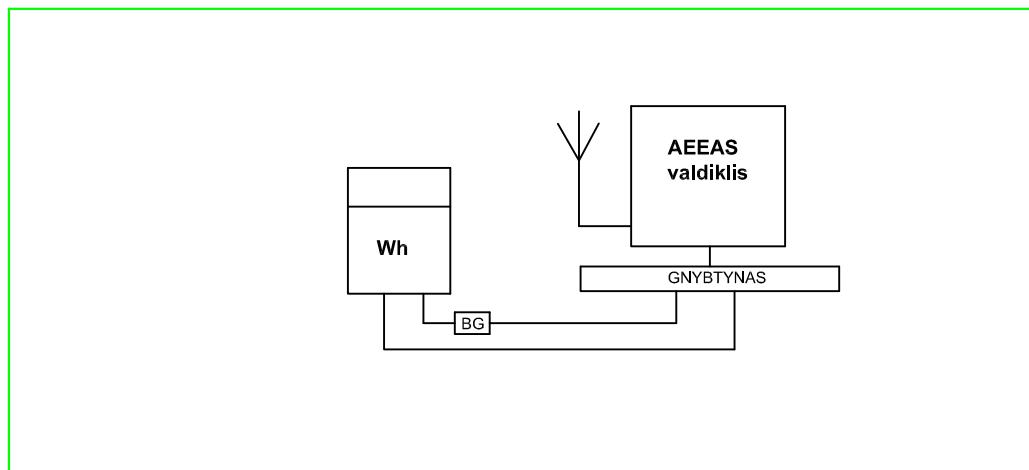 AEEAS
valdiklis
Wh
GNYBTYNAS
BG